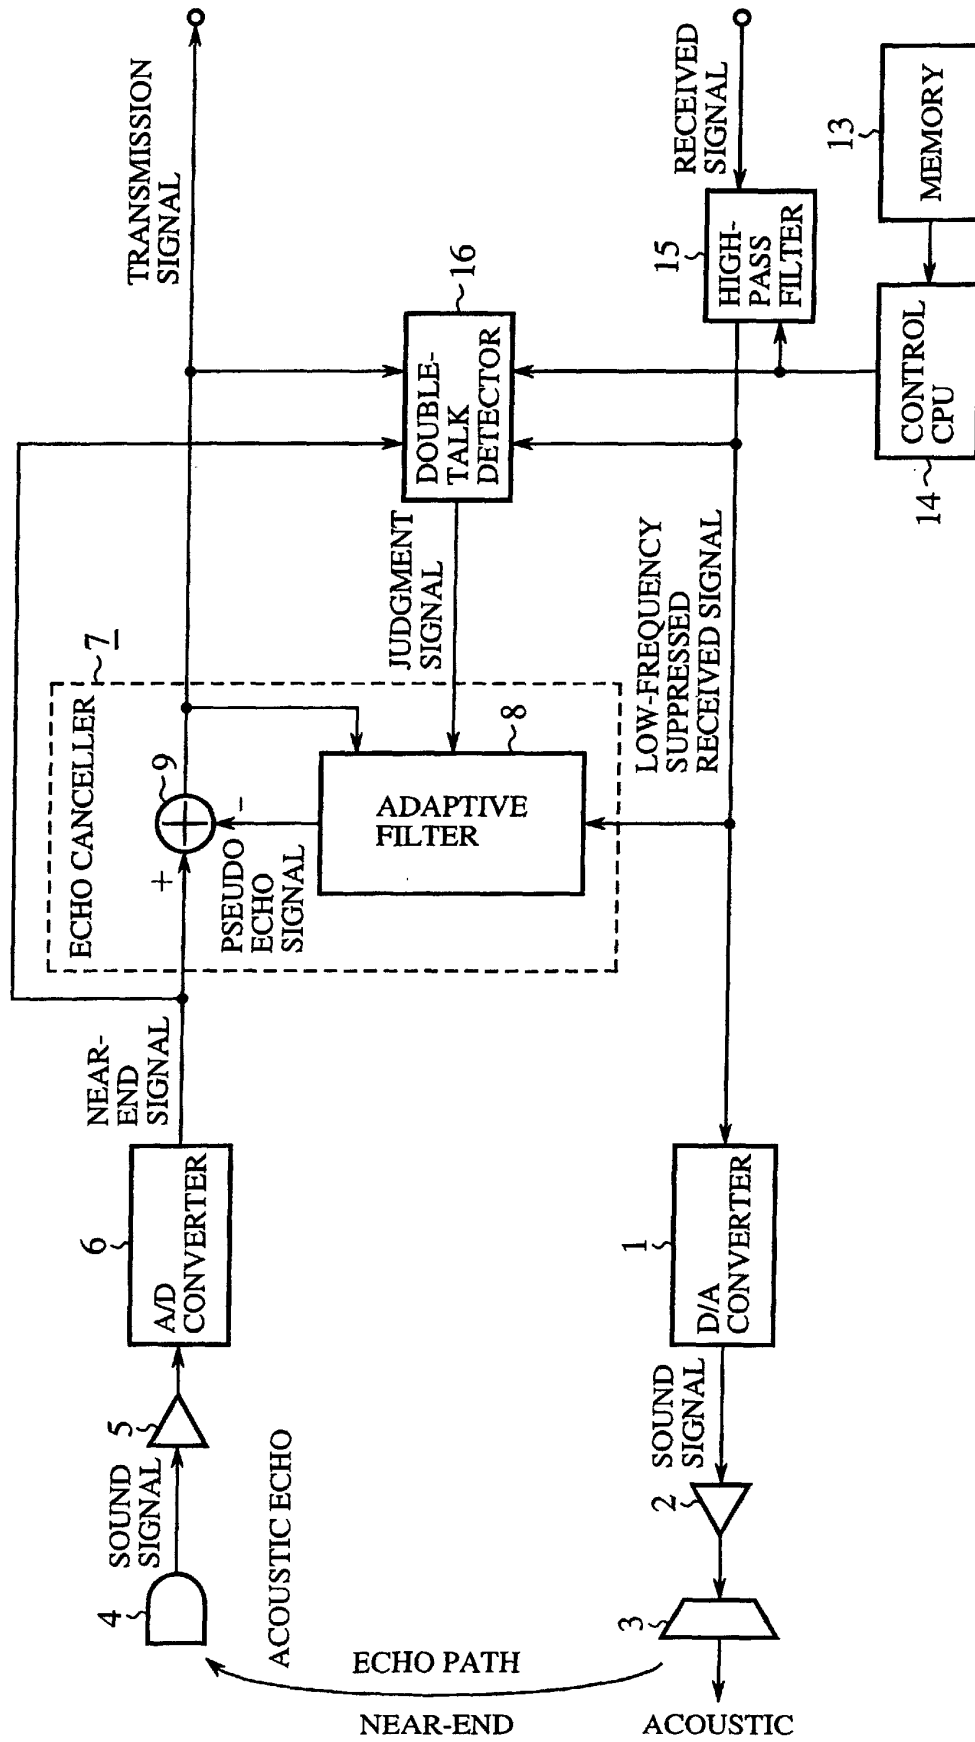 TRANSMISSION
SIGNAL
RECEIVED
SIGNAL
13
MEMORY
15
HIGH-
PASS
FILTER
16
DOUBLE-
TALK
DETECTOR
CONTROL
CPU
14
JUDGMENT
SIGNAL
LOW-FREQUENCY
SUPPRESSED
RECEIVED SIGNAL
ECHO CANCELLER
7
9
+
-
8
ADAPTIVE
FILTER
PSEUDO
ECHO
SIGNAL
NEAR-
END
SIGNAL
6
A/D
CONVERTER
1
D/A
CONVERTER
5
SOUND
SIGNAL
4
ACOUSTIC ECHO
SOUND
SIGNAL
2
3
ECHO PATH
NEAR-END
ACOUSTIC